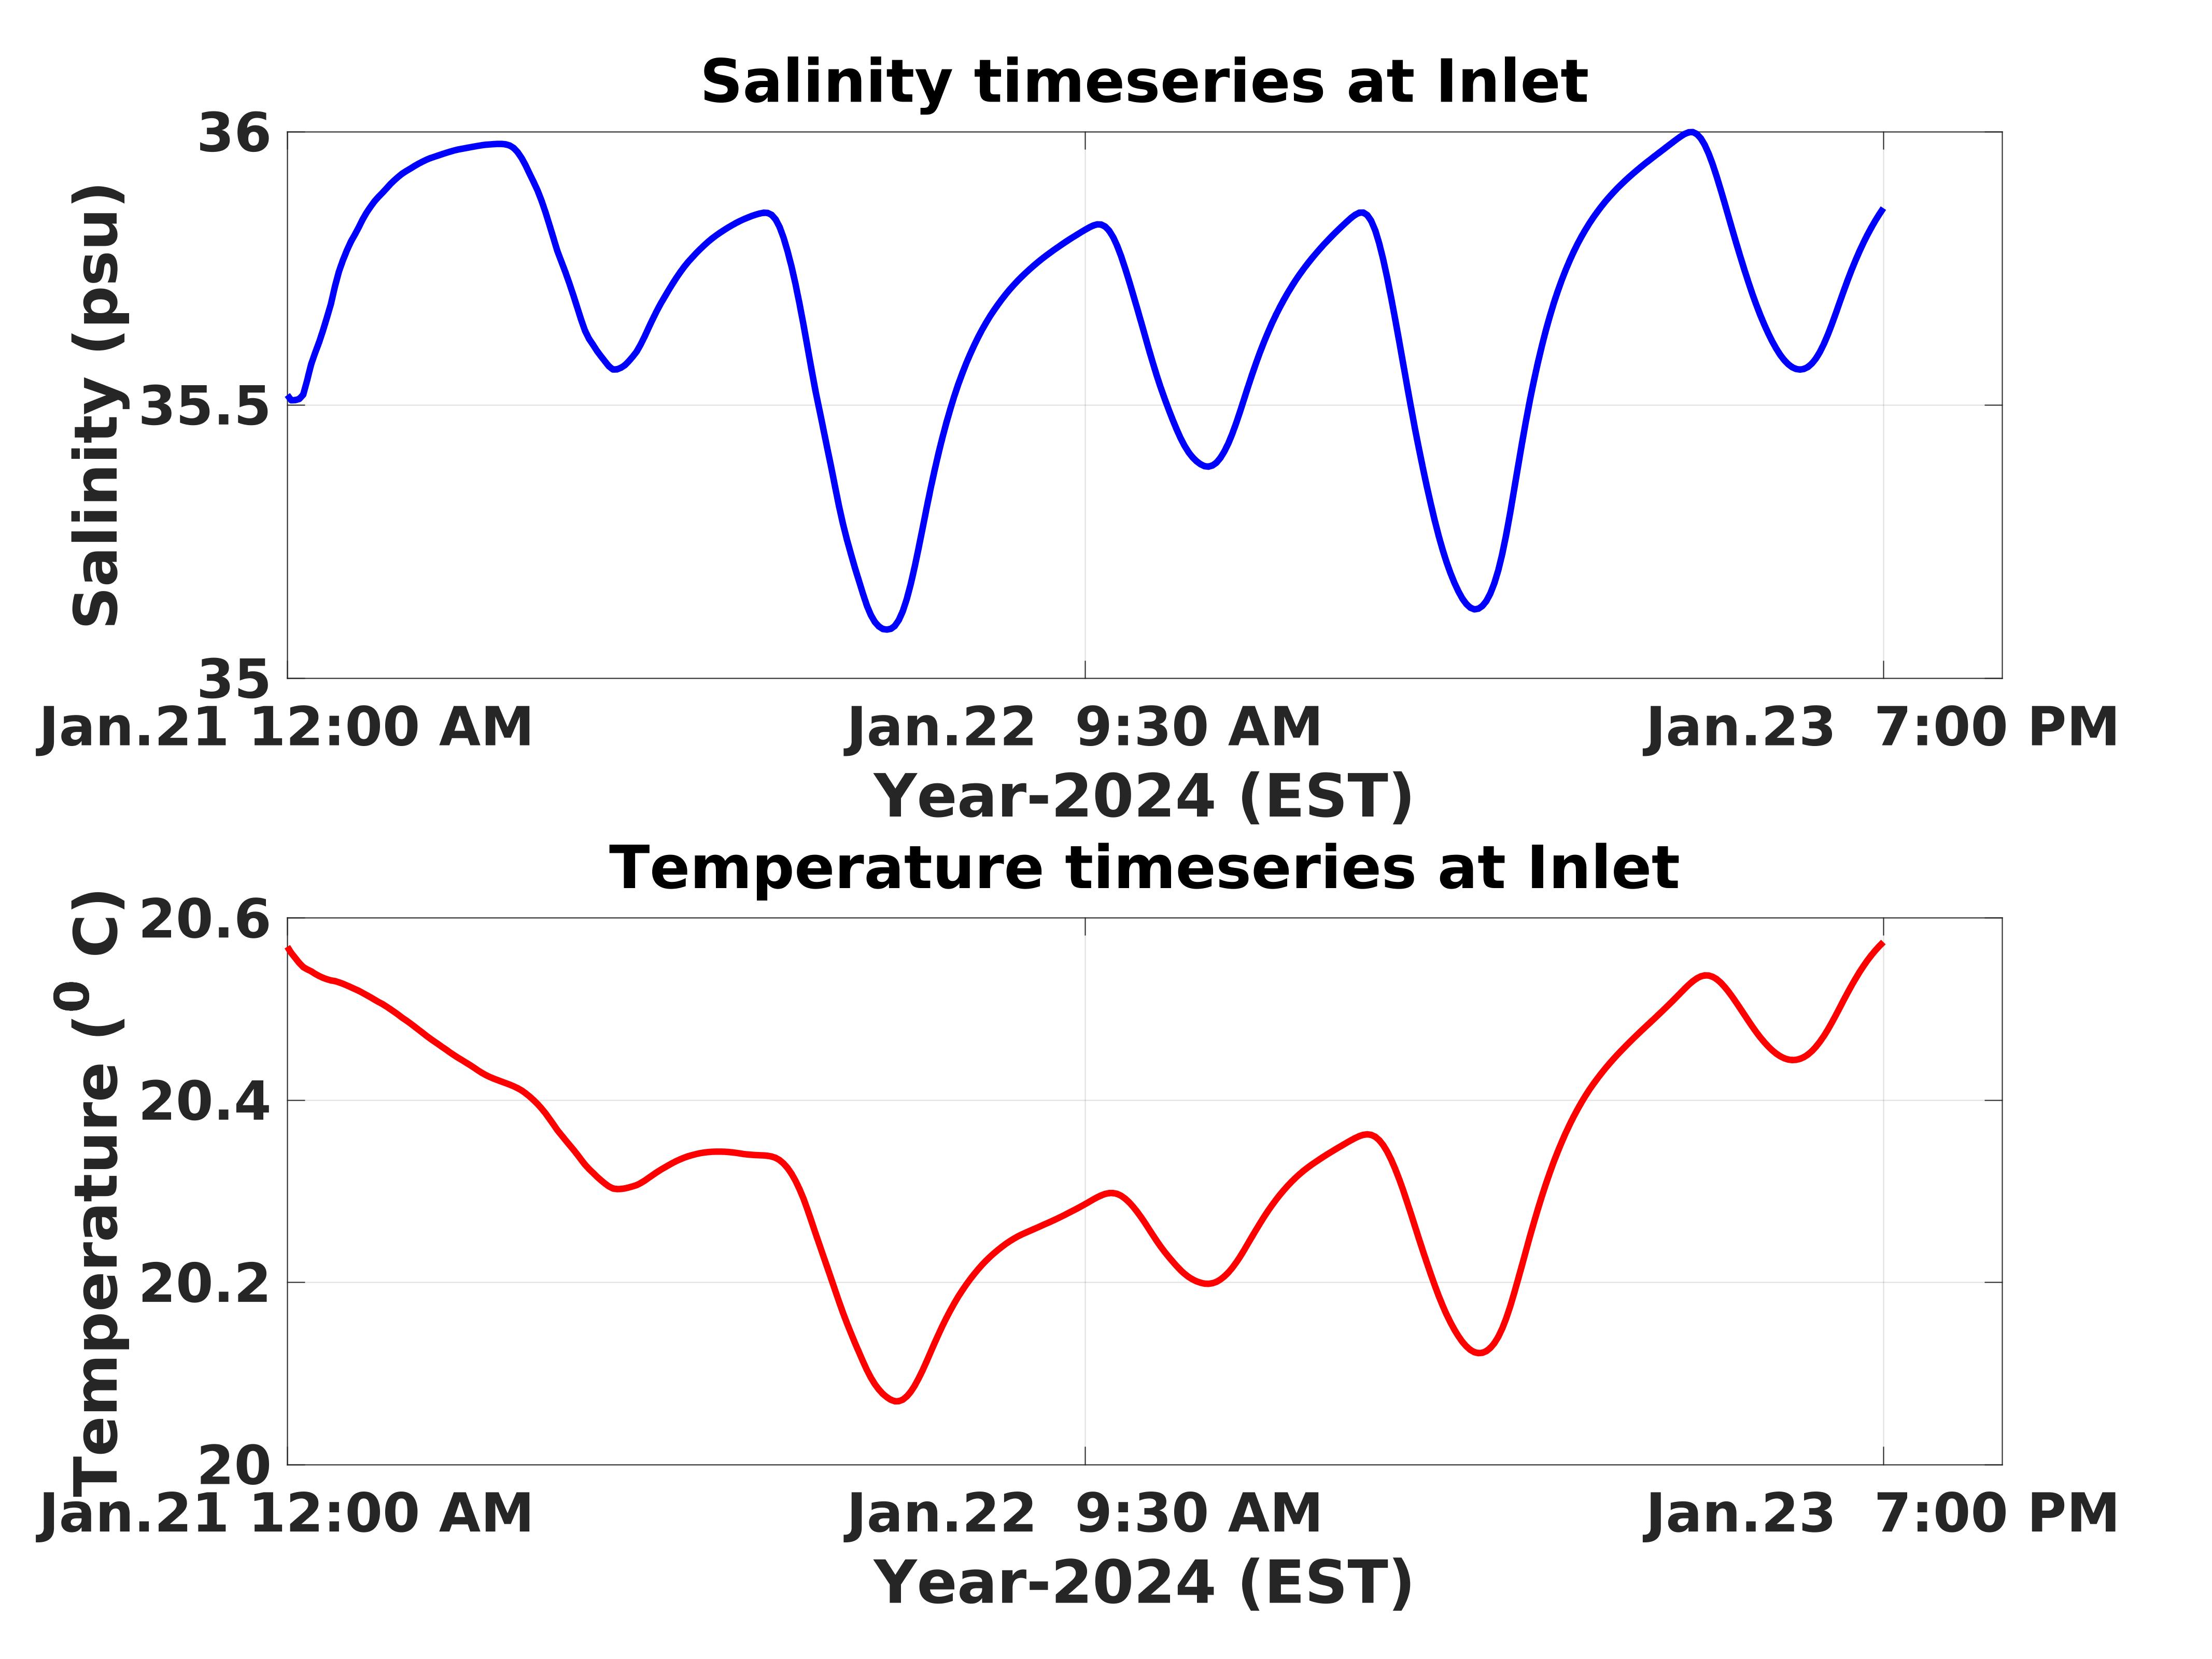 Salinity timeseries at Inlet
Salinity (psu)
36
35.5
35
Jan.21 12:00 AM Jan.22 9:30 AM Jan.23 7:00 PM
Year-2024 (EST)
Temperature timeseries at Inlet
Temperature (⁰ C)
20.6
20.4
20.2
20
Jan.21 12:00 AM Jan.22 9:30 AM Jan.23 7:00 PM
Year-2024 (EST)